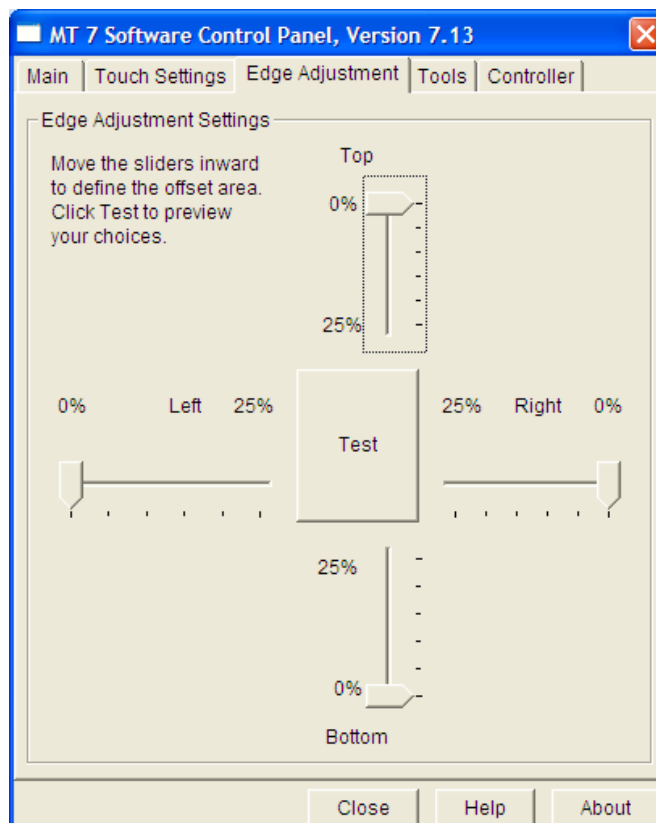 MT 7 Software Control Panel, Version 7.13
Main Touch Settings Edge Adjustment Tools Controller
Edge Adjustment Settings
Move the sliders inward
to define the offset area.
Click Test to preview
your choices.
Top
0%
25%
0% Left 25%
Test
25% Right 0%
25%
0%
Bottom
Close Help About